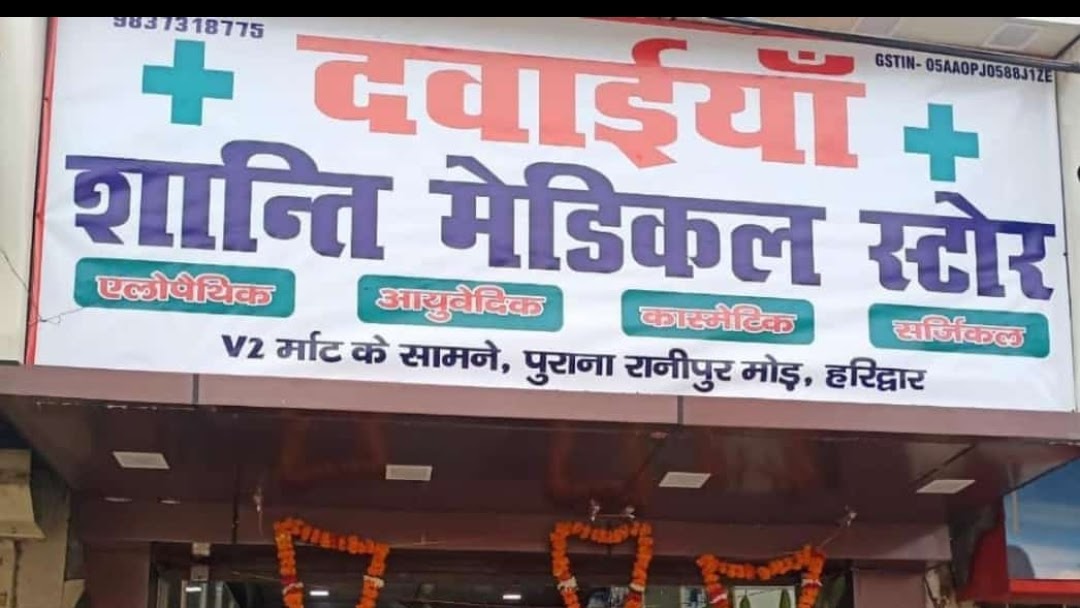 9837318775
GSTIN- 05AAOPJ0588J1ZE
दवाईयाँ
शान्ति मेडिकल स्टोर
एलोपैथिक आयुवेदिक कास्मेटिक सर्जिकल
V2 र्माट के सामने, पुराना रानीपुर मोड़, हरिद्वार